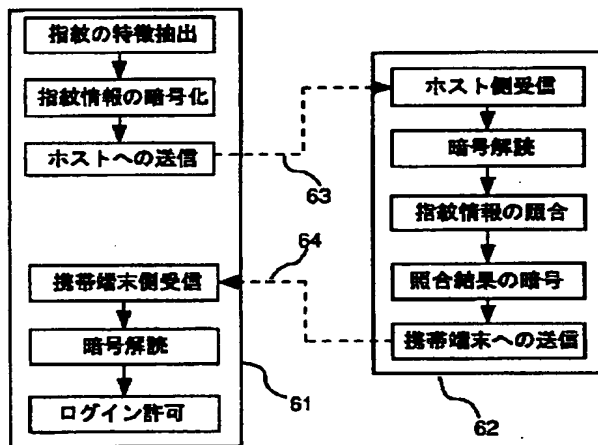 指紋の特徴抽出
指紋情報の暗号化
ホストへの送信
63
64
携帯端末側受信
暗号解読
ログイン許可
61
ホスト側受信
暗号解読
指紋情報の照合
照合結果の暗号
携帯端末への送信
62